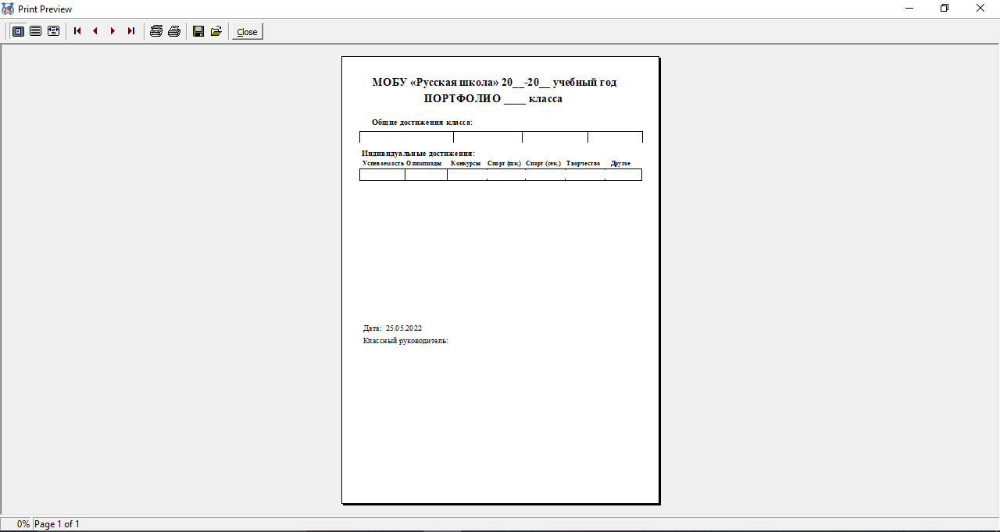 Print Preview
Close
МОБУ «Русская школа» 20__-20__ учебный год
ПОРТФОЛИО ____ класса
Общие достижения класса:
Индивидуальные достижения:
Успеваемость Олимпиады Конкурсы Спорт (шк.) Спорт (сек.) Творчество Другое
Дата: 25.05.2022
Классный руководитель:
0% Page 1 of 1